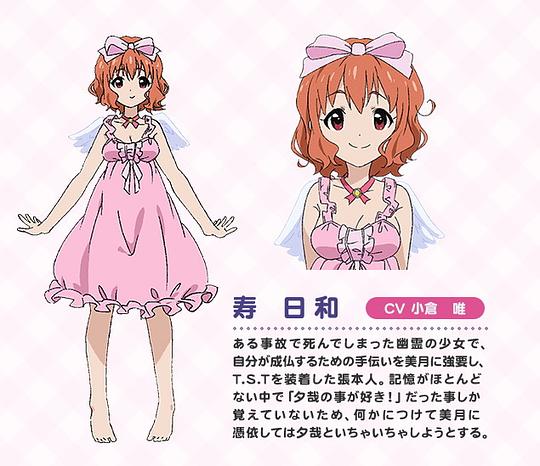 寿 日和
CV 小倉 唯
ある事故で死んでしまった幽霊の少女で、
自分が成仏するための手伝いを美月に強要し、
T.S.Tを装着した張本人。記憶がほとんど
ない中で「夕哉の事が好き!」だった事しか
覚えていないため、何かにつけて美月に
憑依しては夕哉といちゃいちゃしようとする。